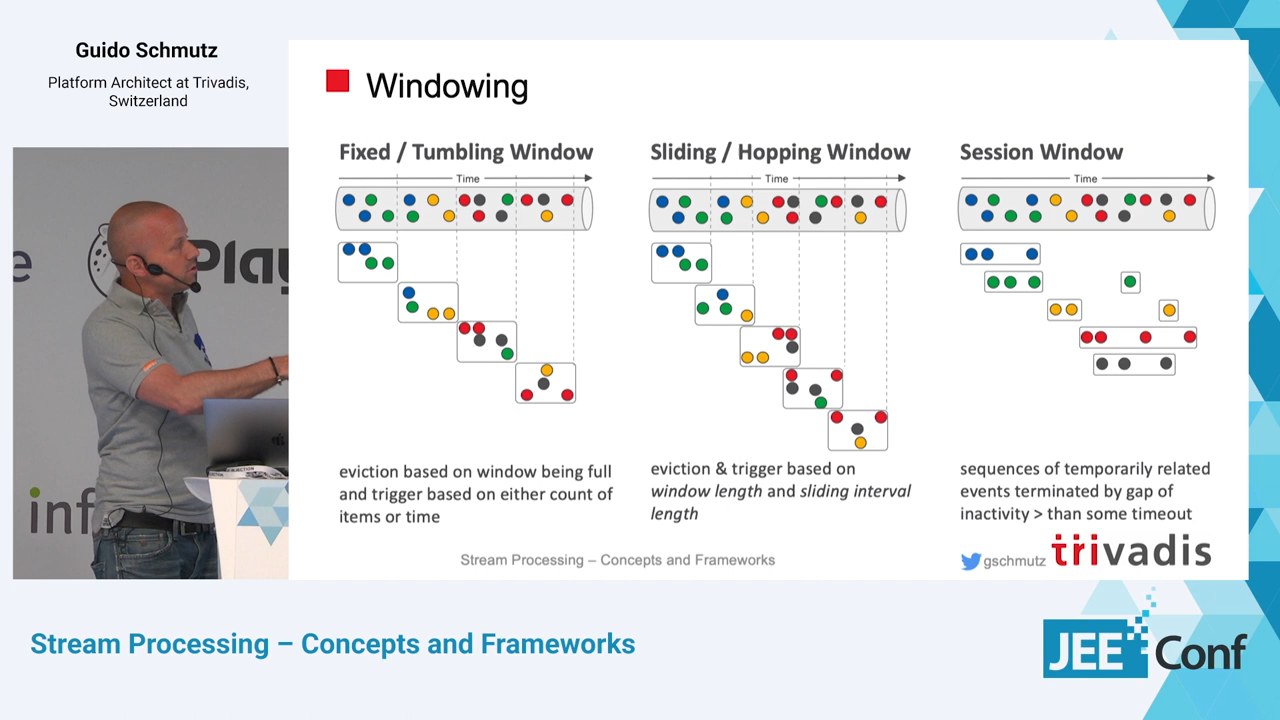 Guido Schmutz
Platform Architect at Trivadis,
Switzerland
Windowing
Fixed / Tumbling Window
Time
eviction based on window being full
and trigger based on either count of
items or time
Sliding / Hopping Window
Time
eviction & trigger based on
window length and sliding interval
length
Session Window
Time
sequences of temporarily related
events terminated by gap of
inactivity > than some timeout
Stream Processing – Concepts and Frameworks
gschmutz
trivadis
e
Play
inf
Stream Processing – Concepts and Frameworks
JEE Conf